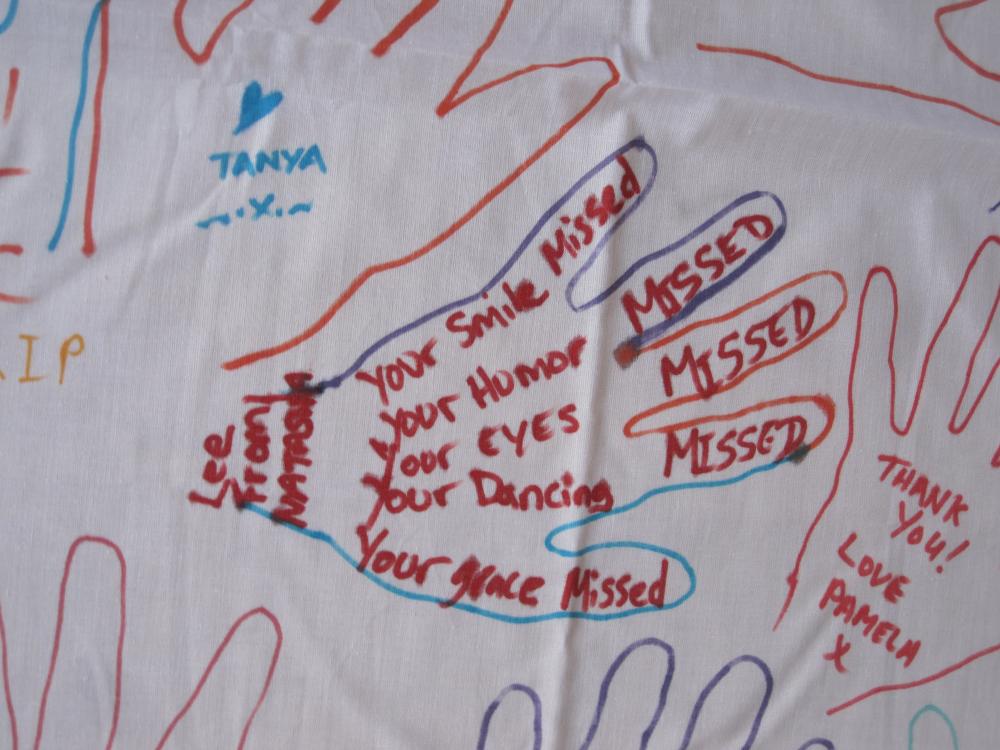 TANYA
~.x.~
RIP
Lee
From
NATASHA
Your Smile Missed
Your Humor MISSED
Your EYES MISSED
Your Dancing MISSED
Your grace Missed
THANK
YOU!
LOVE
PAMELA
X